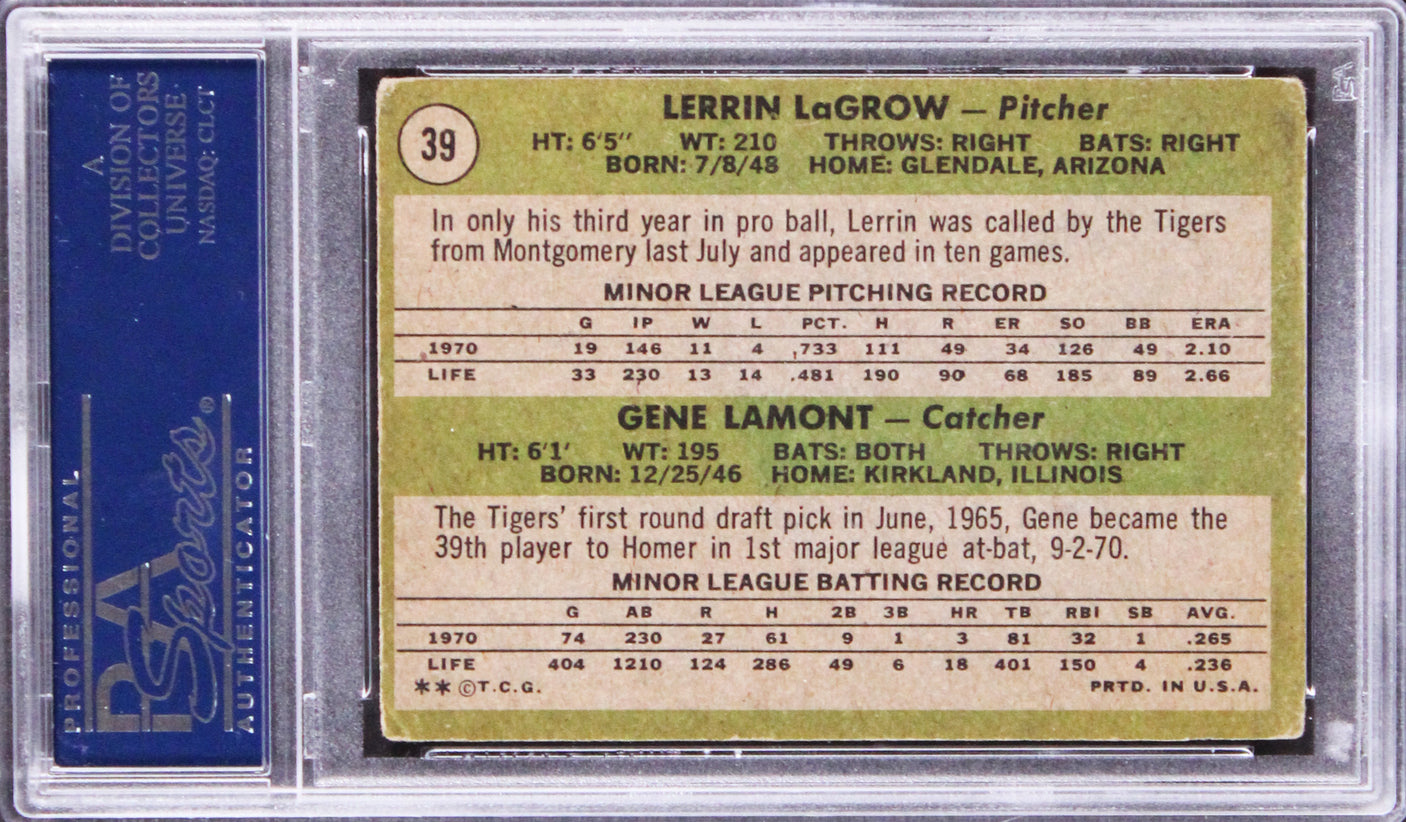 A
DIVISION OF
COLLECTORS
UNIVERSE
NASDAQ: CLCT
PROFESSIONAL
PSA
Sports®
AUTHENTICATOR
PSA
39
LERRIN LaGROW — Pitcher
HT: 6'5" WT: 210 THROWS: RIGHT BATS: RIGHT
BORN: 7/8/48 HOME: GLENDALE, ARIZONA
In only his third year in pro ball, Lerrin was called by the Tigers
from Montgomery last July and appeared in ten games.
MINOR LEAGUE PITCHING RECORD
G IP W L PCT. H R ER SO BB ERA
1970 19 146 11 4 .733 111 49 34 126 49 2.10
LIFE 33 230 13 14 .481 190 90 68 185 89 2.66
GENE LAMONT — Catcher
HT: 6'1' WT: 195 BATS: BOTH THROWS: RIGHT
BORN: 12/25/46 HOME: KIRKLAND, ILLINOIS
The Tigers' first round draft pick in June, 1965, Gene became the
39th player to Homer in 1st major league at-bat, 9-2-70.
MINOR LEAGUE BATTING RECORD
G AB R H 2B 3B HR TB RBI SB AVG.
1970 74 230 27 61 9 1 3 81 32 1 .265
LIFE 404 1210 124 286 49 6 18 401 150 4 .236
** ©T.C.G. PRTD. IN U.S.A.